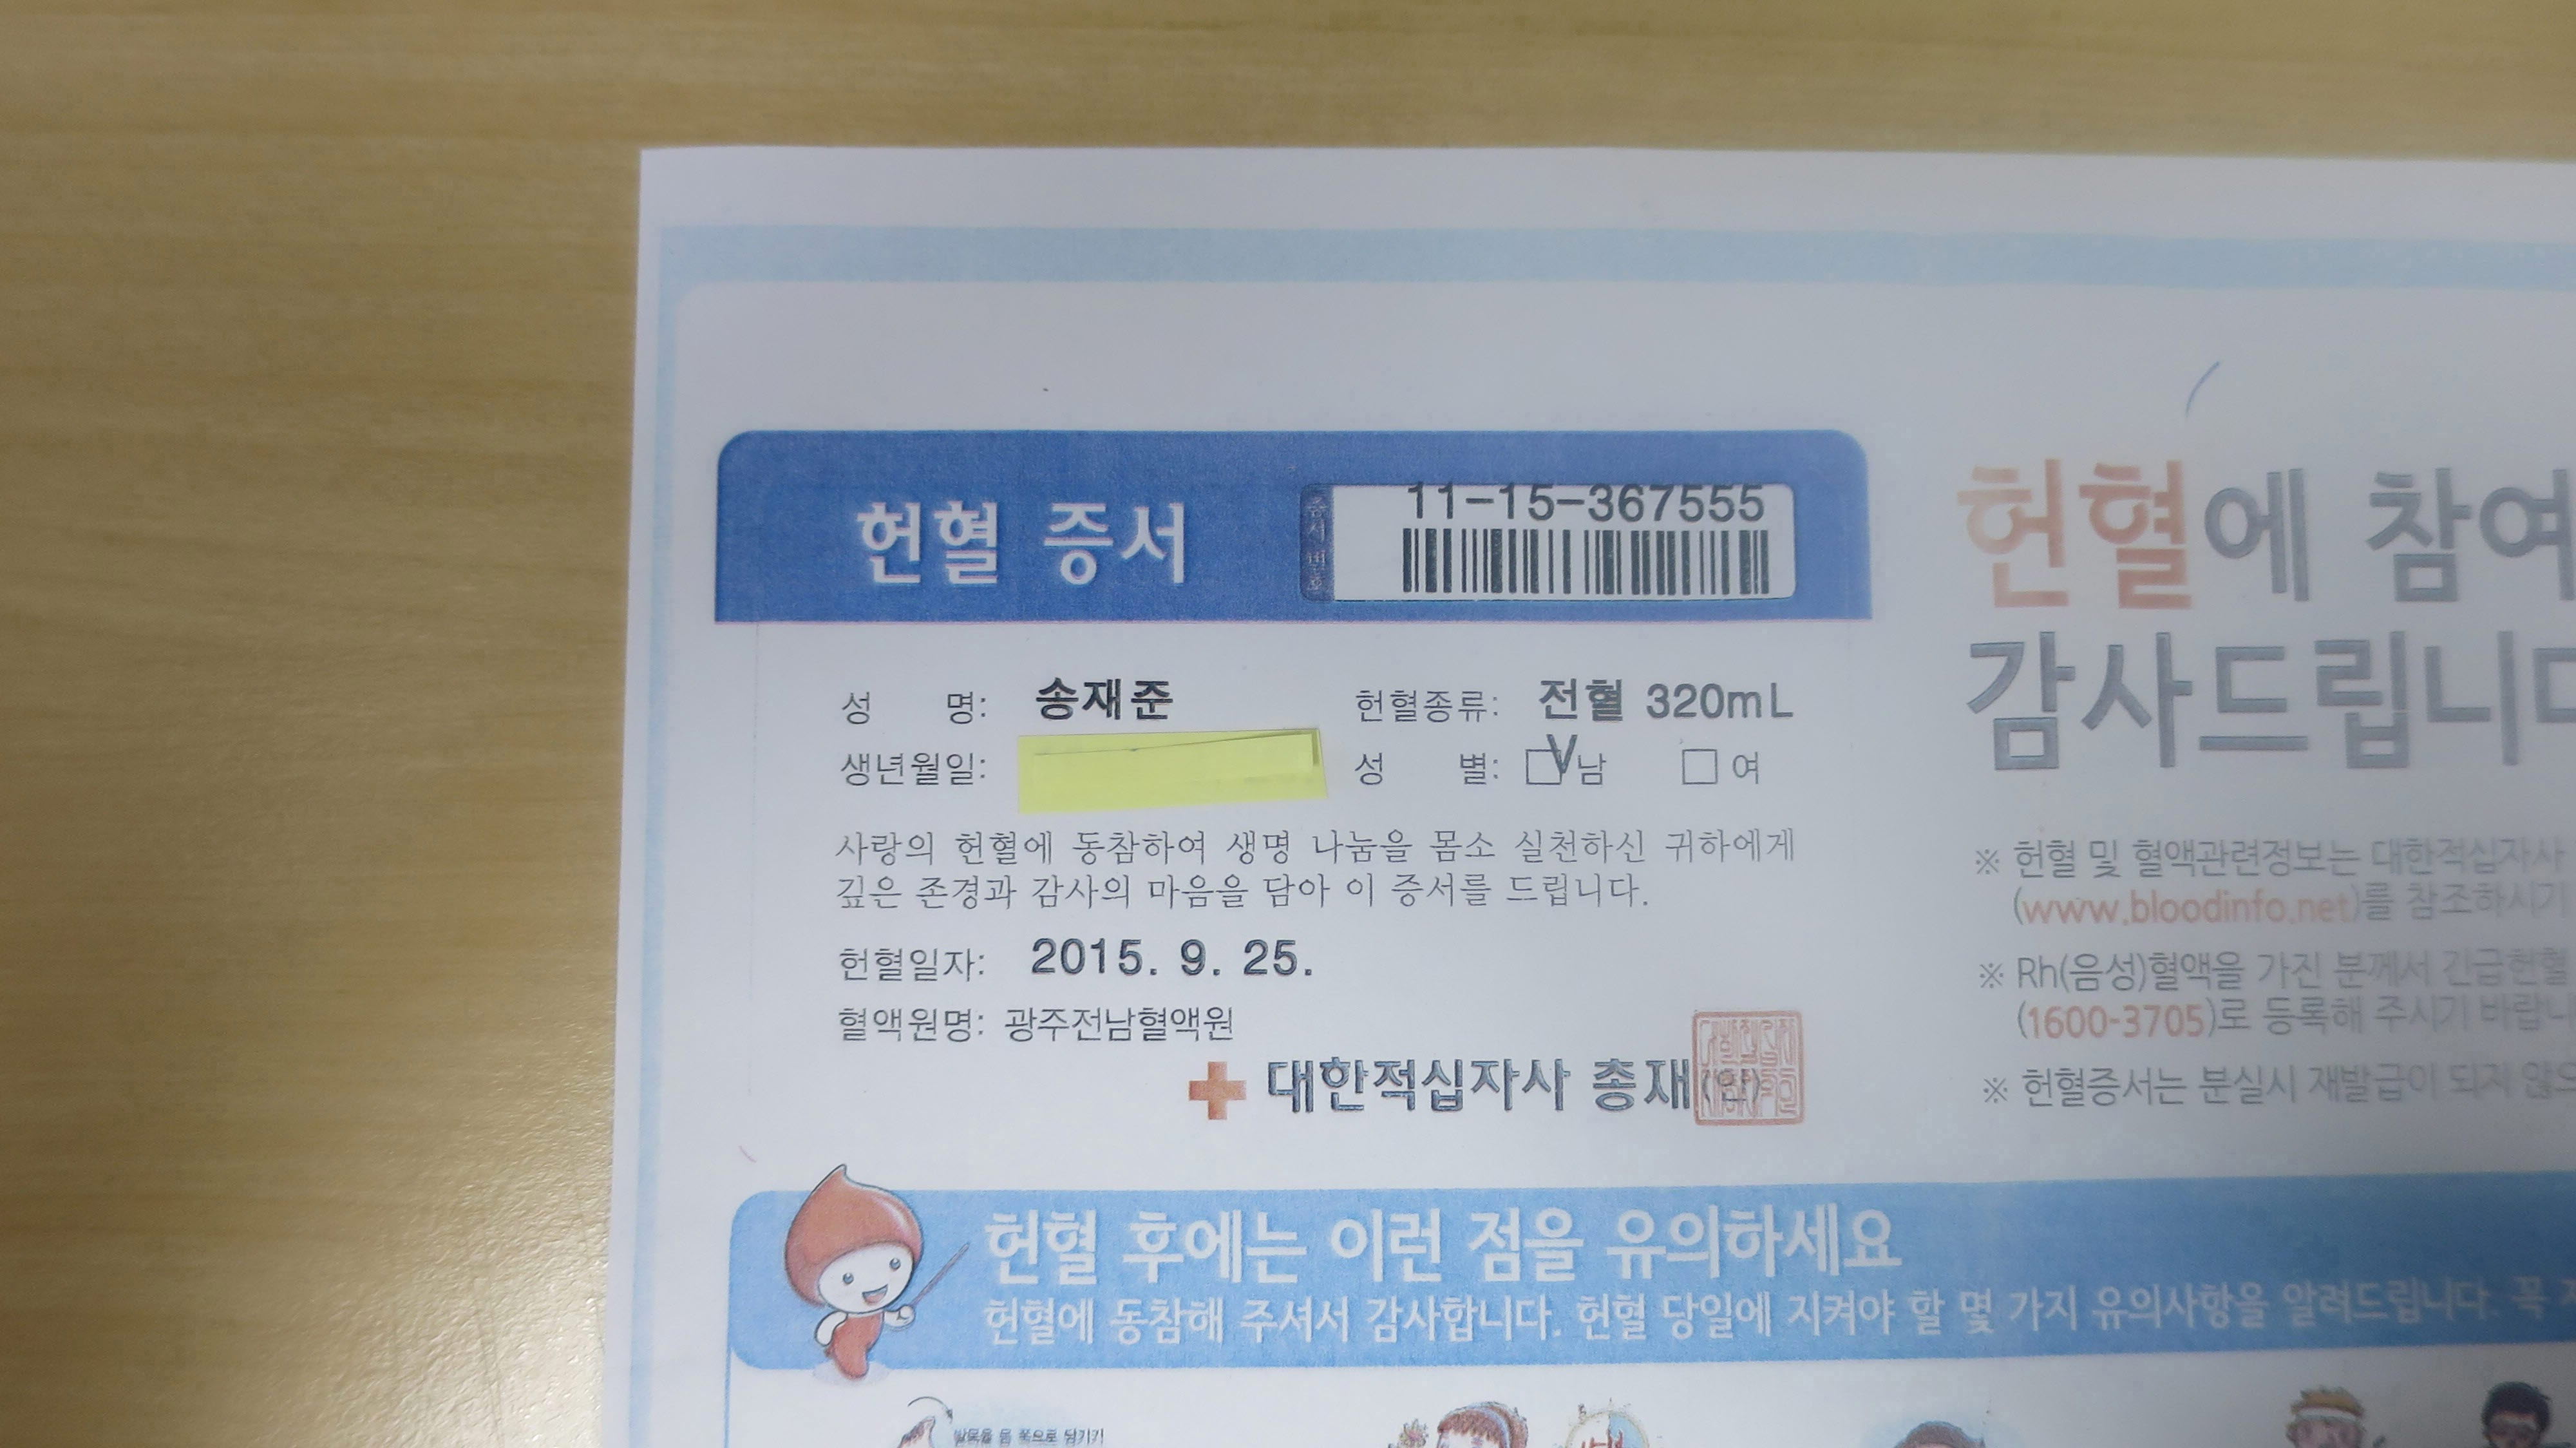 헌혈 증서
증서번호
11-15-367555
성 명: 송재준 헌혈종류: 전혈 320mL
생년월일: 성 별: V남 여
사랑의 헌혈에 동참하여 생명 나눔을 몸소 실천하신 귀하에게
깊은 존경과 감사의 마음을 담아 이 증서를 드립니다.
헌혈일자: 2015. 9. 25.
혈액원명: 광주전남혈액원
대한적십자사 총재 (인)
헌혈에 참여
감사드립니다
※ 헌혈 및 혈액관련정보는 대한적십자사
(www.bloodinfo.net)를 참조하시기
※ Rh(음성)혈액을 가진 분께서 긴급헌혈
(1600-3705)로 등록해 주시기 바랍니
※ 헌혈증서는 분실시 재발급이 되지 않으
헌혈 후에는 이런 점을 유의하세요
헌혈에 동참해 주셔서 감사합니다. 헌혈 당일에 지켜야 할 몇 가지 유의사항을 알려드립니다. 꼭